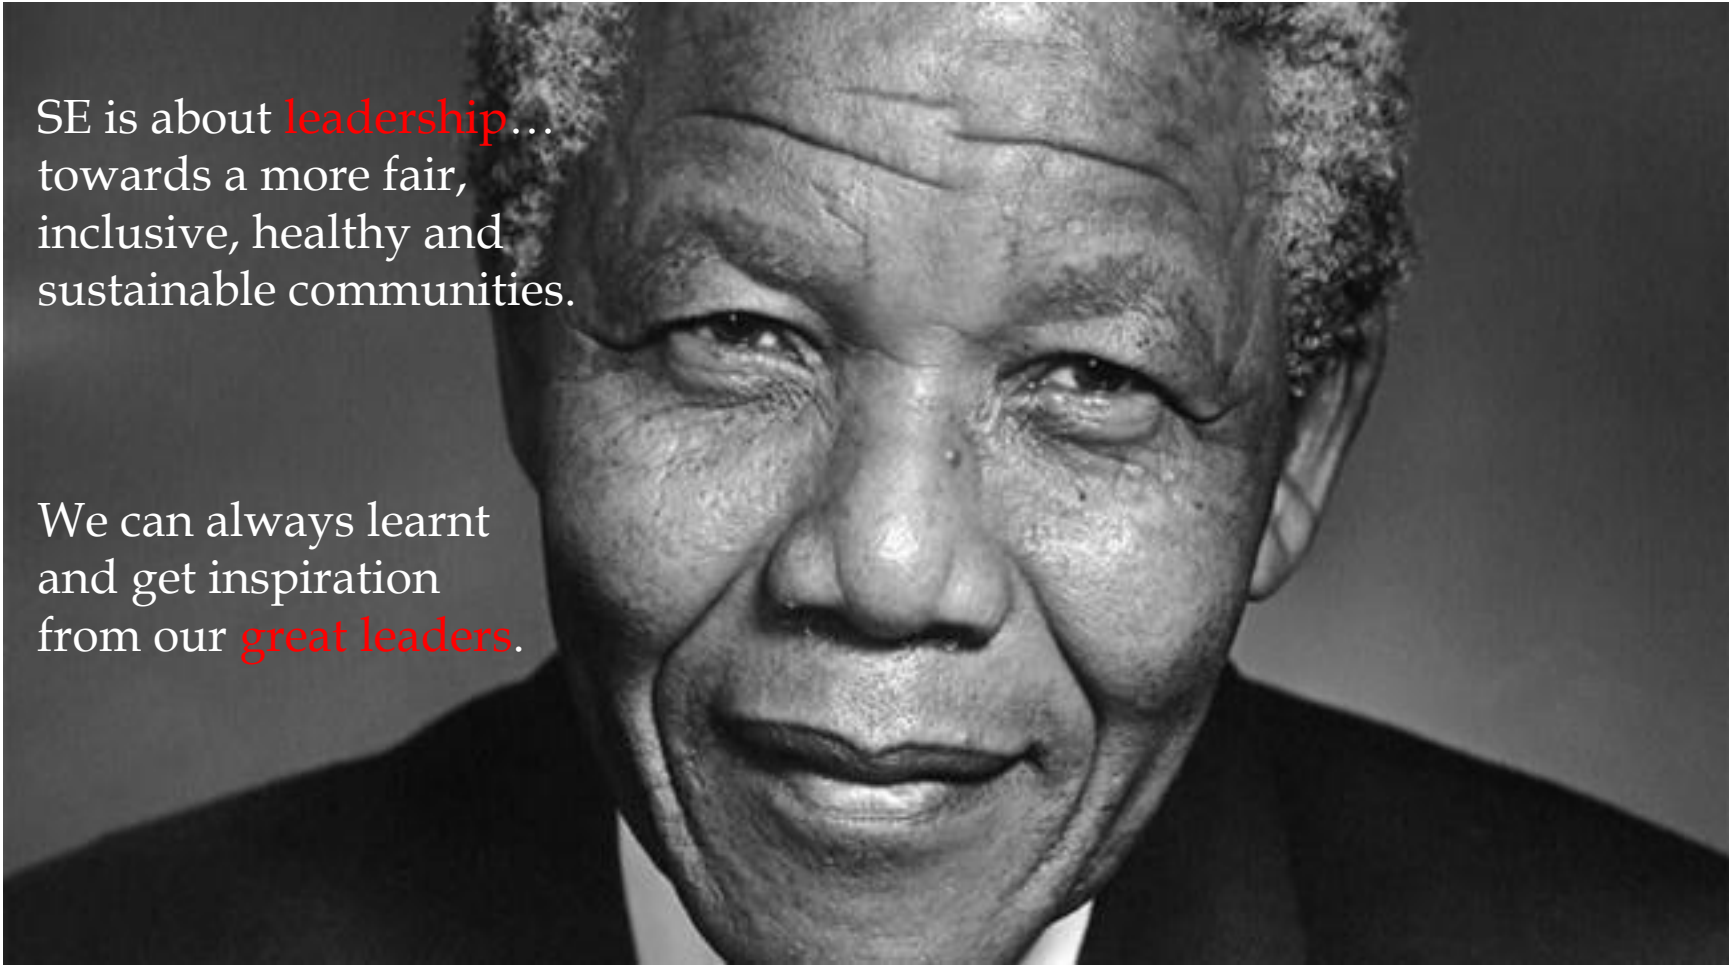 SE is about leadership…
towards a more fair,
inclusive, healthy and
sustainable communities.
We can always learnt
and get inspiration
from our great leaders.